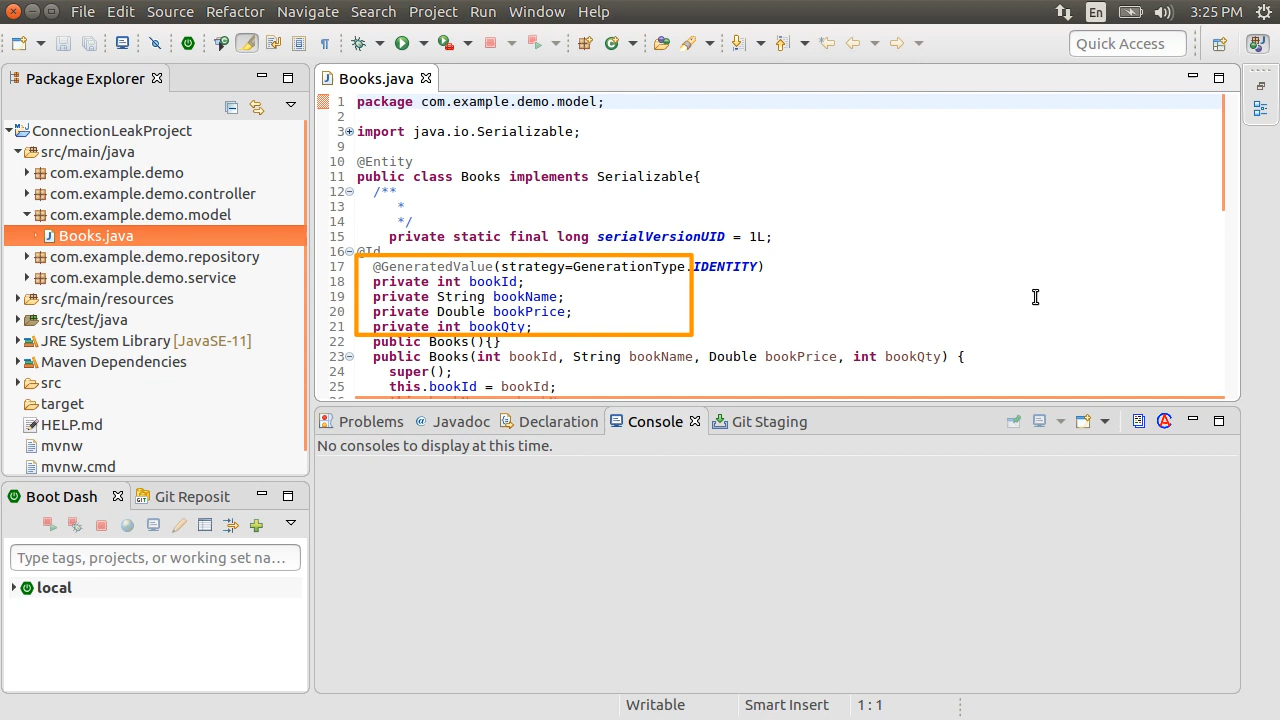 File Edit Source Refactor Navigate Search Project Run Window Help En 3:25 PM
Quick Access
Package Explorer
ConnectionLeakProject
src/main/java
com.example.demo
com.example.demo.controller
com.example.demo.model
Books.java
com.example.demo.repository
com.example.demo.service
src/main/resources
src/test/java
JRE System Library [JavaSE-11]
Maven Dependencies
src
target
HELP.md
mvnw
mvnw.cmd
Boot Dash Git Reposit
Type tags, projects, or working set na...
local
Books.java
1 package com.example.demo.model;
2
3 import java.io.Serializable;
9
10 @Entity
11 public class Books implements Serializable{
12 /**
13 *
14 */
15 private static final long serialVersionUID = 1L;
16 @Id
17 @GeneratedValue(strategy=GenerationType.IDENTITY)
18 private int bookId;
19 private String bookName;
20 private Double bookPrice;
21 private int bookQty;
22 public Books(){}
23 public Books(int bookId, String bookName, Double bookPrice, int bookQty) {
24 super();
25 this.bookId = bookId;
Problems Javadoc Declaration Console Git Staging
No consoles to display at this time.
Writable Smart Insert 1 : 1